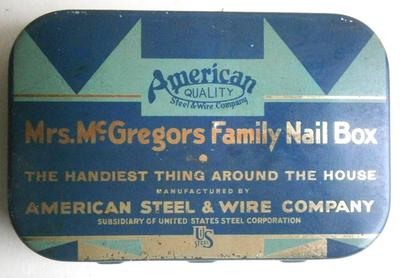 American
QUALITY
Steel & Wire Company
Mrs. McGregors Family Nail Box
THE HANDIEST THING AROUND THE HOUSE
MANUFACTURED BY
AMERICAN STEEL & WIRE COMPANY
SUBSIDIARY OF UNITED STATES STEEL CORPORATION
US
STEEL